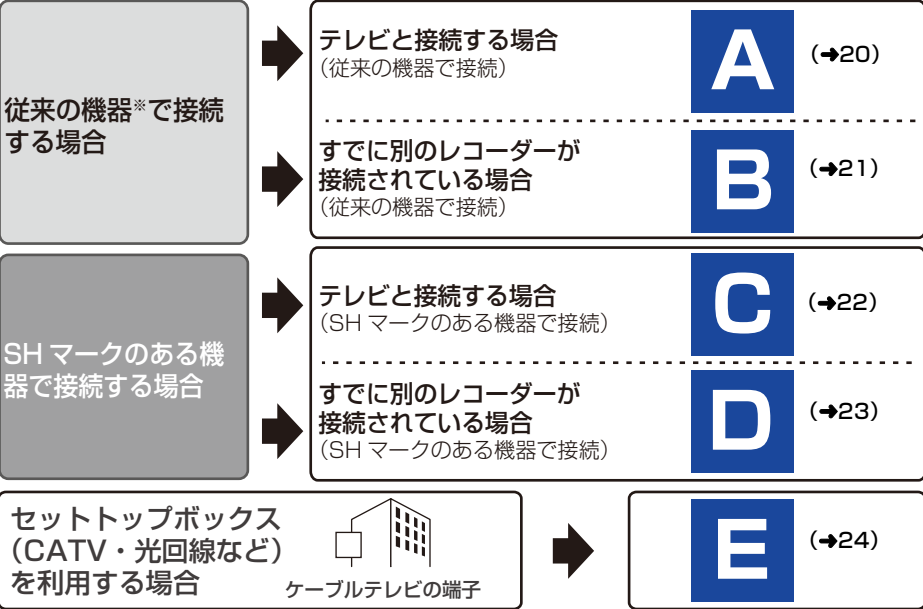 従来の機器※で接続
する場合
テレビと接続する場合
（従来の機器で接続）
A
（➜20）
すでに別のレコーダーが
接続されている場合
（従来の機器で接続）
B
（➜21）
SH マークのある機
器で接続する場合
テレビと接続する場合
（SH マークのある機器で接続）
C
（➜22）
すでに別のレコーダーが
接続されている場合
（SH マークのある機器で接続）
D
（➜23）
セットトップボックス
（CATV・光回線など）
を利用する場合
ケーブルテレビの端子
E
（➜24）